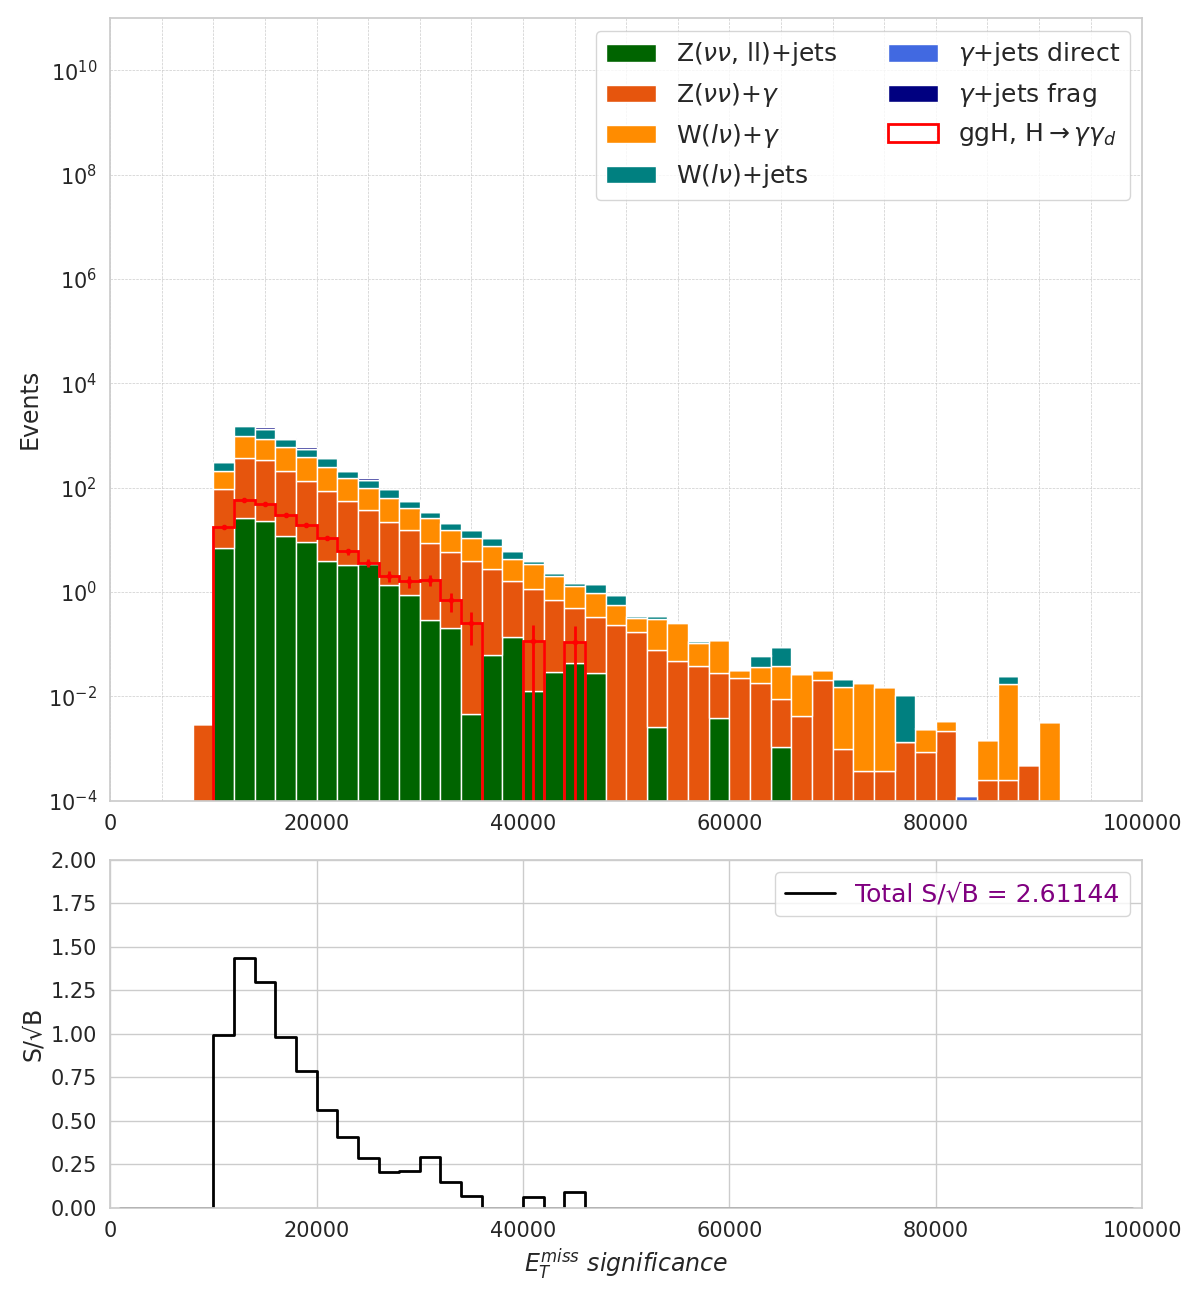 Z(νν, ll)+jets
Z(νν)+γ
W(lν)+γ
W(lν)+jets
γ+jets direct
γ+jets frag
ggH, H→γγ_d
Events
10^10
10^8
10^6
10^4
10^2
10^0
10^−2
10^−4
0 20000 40000 60000 80000 100000
Total S/√B = 2.61144
S/√B
2.00
1.75
1.50
1.25
1.00
0.75
0.50
0.25
0.00
0 20000 40000 60000 80000 100000
E_T^miss significance